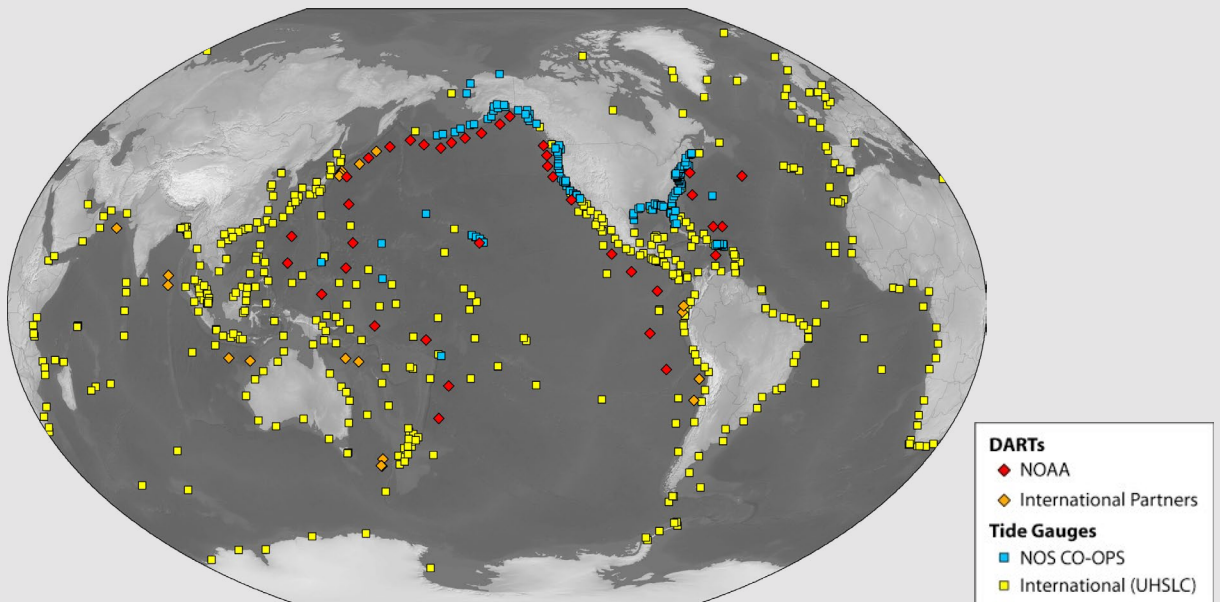 DARTs
NOAA
International Partners
Tide Gauges
NOS CO-OPS
International (UHSLC)